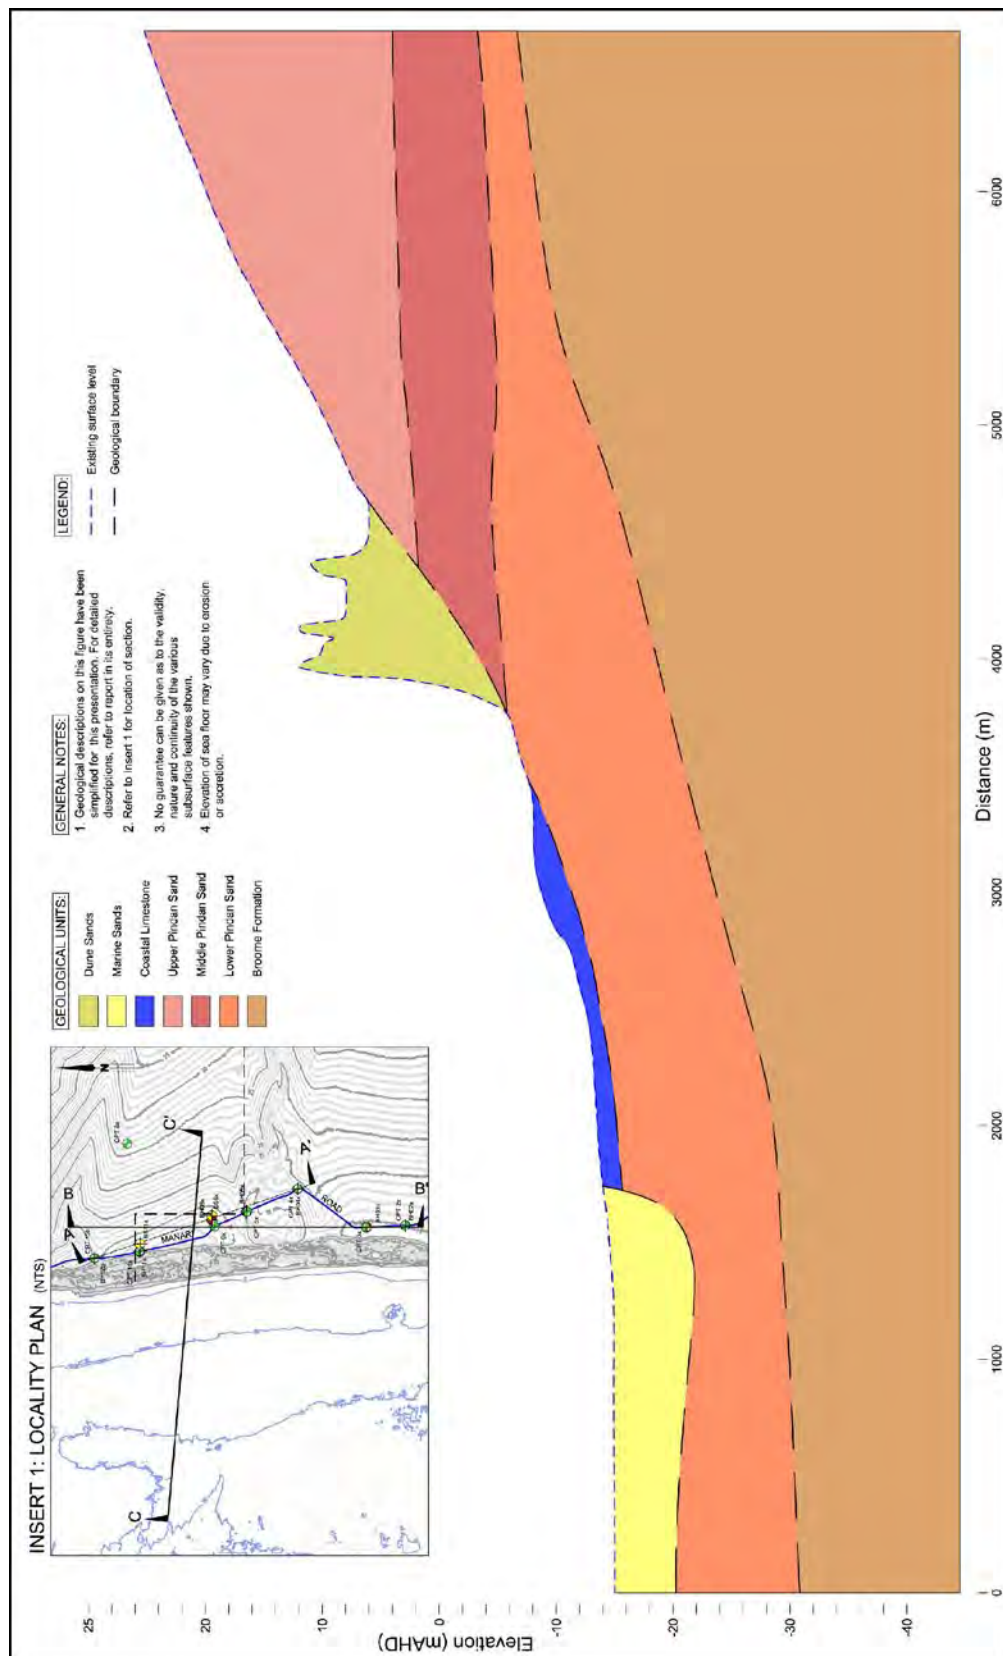 INSERT 1: LOCALITY PLAN (NTS)
N
B
A
C
C'
A'
B'
MANARI
ROAD
GEOLOGICAL UNITS:
Dune Sands
Marine Sands
Coastal Limestone
Upper Pindan Sand
Middle Pindan Sand
Lower Pindan Sand
Broome Formation
GENERAL NOTES:
1. Geological descriptions on this figure have been
simplified for this presentation. For detailed
descriptions, refer to report in its entirety.
2. Refer to Insert 1 for location of section.
3. No guarantee can be given as to the validity,
nature and continuity of the various
subsurface features shown.
4 Elevation of sea floor may vary due to erosion
or accretion.
LEGEND:
Existing surface level
Geological boundary
Elevation (mAHD)
25
20
10
0
-10
-20
-30
-40
0
1000
2000
3000
4000
5000
6000
Distance (m)